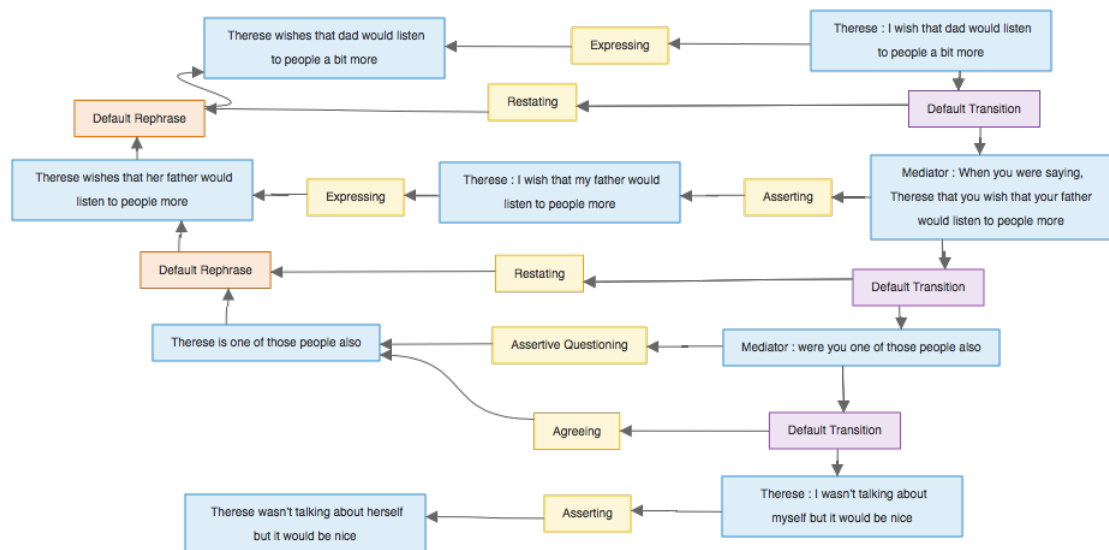 Therese wishes that dad would listen
to people a bit more
Expressing
Therese : I wish that dad would listen
to people a bit more
Default Rephrase
Restating
Default Transition
Therese wishes that her father would
listen to people more
Expressing
Therese : I wish that my father would
listen to people more
Asserting
Mediator : When you were saying,
Therese that you wish that your father
would listen to people more
Default Rephrase
Restating
Default Transition
Therese is one of those people also
Assertive Questioning
Mediator : were you one of those people also
Agreeing
Default Transition
Therese wasn't talking about herself
but it would be nice
Asserting
Therese : I wasn't talking about
myself but it would be nice